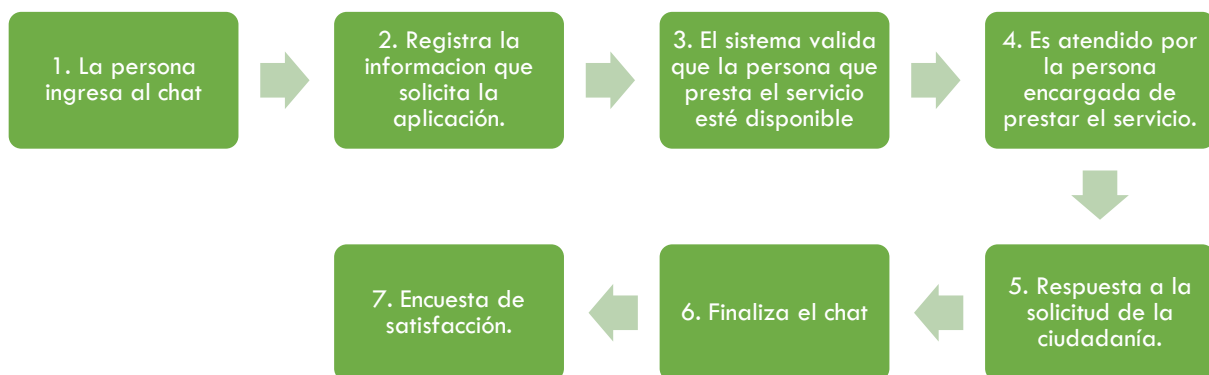 1. La persona
ingresa al chat
2. Registra la
informacion que
solicita la
aplicación.
3. El sistema valida
que la persona que
presta el servicio
esté disponible
4. Es atendido por
la persona
encargada de
prestar el servicio.
5. Respuesta a la
solicitud de la
ciudadanía.
6. Finaliza el chat
7. Encuesta de
satisfacción.